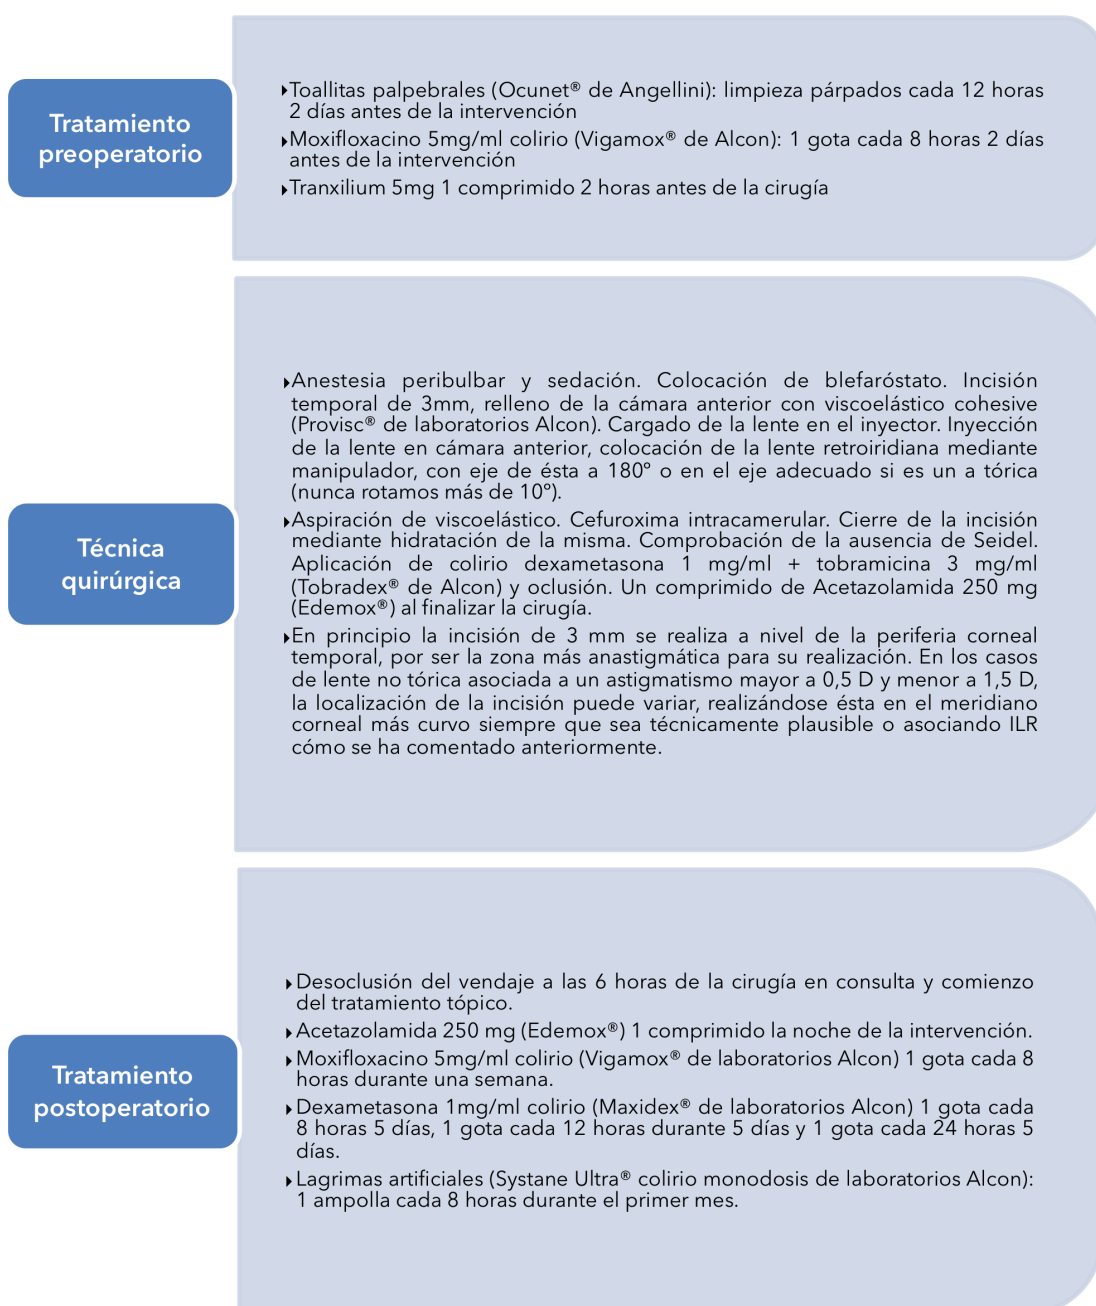 Tratamiento
preoperatorio
Toallitas palpebrales (Ocunet® de Angellini): limpieza párpados cada 12 horas
2 días antes de la intervención
Moxifloxacino 5mg/ml colirio (Vigamox® de Alcon): 1 gota cada 8 horas 2 días
antes de la intervención
Tranxilium 5mg 1 comprimido 2 horas antes de la cirugía
Técnica
quirúrgica
Anestesia peribulbar y sedación. Colocación de blefaróstato. Incisión
temporal de 3mm, relleno de la cámara anterior con viscoelástico cohesive
(Provisc® de laboratorios Alcon). Cargado de la lente en el inyector. Inyección
de la lente en cámara anterior, colocación de la lente retroiridiana mediante
manipulador, con eje de ésta a 180º o en el eje adecuado si es un a tórica
(nunca rotamos más de 10º).
Aspiración de viscoelástico. Cefuroxima intracamerular. Cierre de la incisión
mediante hidratación de la misma. Comprobación de la ausencia de Seidel.
Aplicación de colirio dexametasona 1 mg/ml + tobramicina 3 mg/ml
(Tobradex® de Alcon) y oclusión. Un comprimido de Acetazolamida 250 mg
(Edemox®) al finalizar la cirugía.
En principio la incisión de 3 mm se realiza a nivel de la periferia corneal
temporal, por ser la zona más anastigmática para su realización. En los casos
de lente no tórica asociada a un astigmatismo mayor a 0,5 D y menor a 1,5 D,
la localización de la incisión puede variar, realizándose ésta en el meridiano
corneal más curvo siempre que sea técnicamente plausible o asociando ILR
cómo se ha comentado anteriormente.
Tratamiento
postoperatorio
Desoclusión del vendaje a las 6 horas de la cirugía en consulta y comienzo
del tratamiento tópico.
Acetazolamida 250 mg (Edemox®) 1 comprimido la noche de la intervención.
Moxifloxacino 5mg/ml colirio (Vigamox® de laboratorios Alcon) 1 gota cada 8
horas durante una semana.
Dexametasona 1mg/ml colirio (Maxidex® de laboratorios Alcon) 1 gota cada
8 horas 5 días, 1 gota cada 12 horas durante 5 días y 1 gota cada 24 horas 5
días.
Lagrimas artificiales (Systane Ultra® colirio monodosis de laboratorios Alcon):
1 ampolla cada 8 horas durante el primer mes.